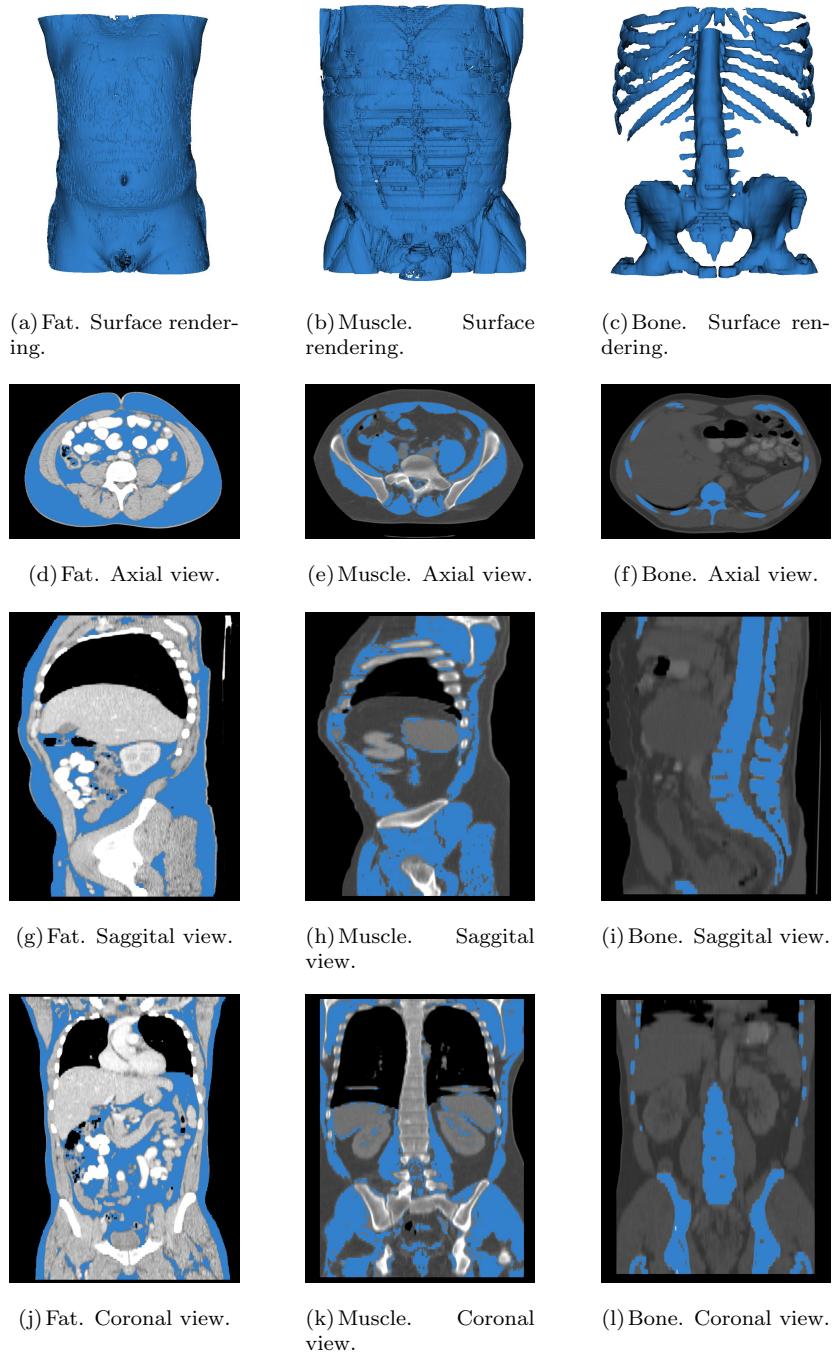 (a) Fat. Surface render-
ing.
(b) Muscle. Surface
rendering.
(c) Bone. Surface ren-
dering.
(d) Fat. Axial view.
(e) Muscle. Axial view.
(f) Bone. Axial view.
(g) Fat. Saggital view.
(h) Muscle. Saggital
view.
(i) Bone. Saggital view.
(j) Fat. Coronal view.
(k) Muscle. Coronal
view.
(l) Bone. Coronal view.